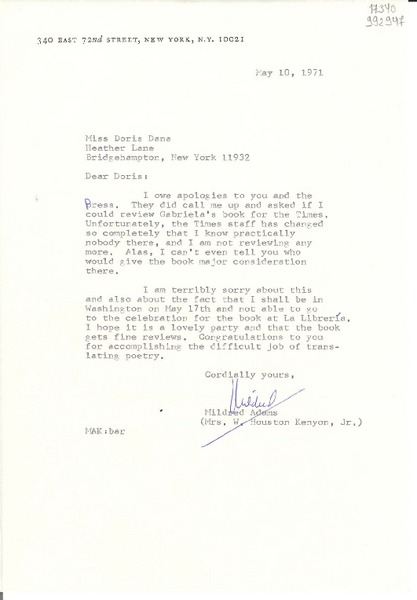 17340
992947
340 EAST 72nd STREET, NEW YORK, N.Y. 10021
May 10, 1971
Miss Doris Dana
Heather Lane
Bridgehampton, New York 11932
Dear Doris:
I owe apologies to you and the
Press. They did call me up and asked if I
could review Gabriela's book for the Times.
Unfortunately, the Times staff has changed
so completely that I know practically
nobody there, and I am not reviewing any
more. Alas, I can't even tell you who
would give the book major consideration
there.
I am terribly sorry about this
and also about the fact that I shall be in
Washington on May 17th and not able to go
to the celebration for the book at La Librería.
I hope it is a lovely party and that the book
gets fine reviews. Congratulations to you
for accomplishing the difficult job of trans-
lating poetry.
Cordially yours,
Mildred
Mildred Adams
(Mrs. W. Houston Kenyon, Jr.)
MAK:bar